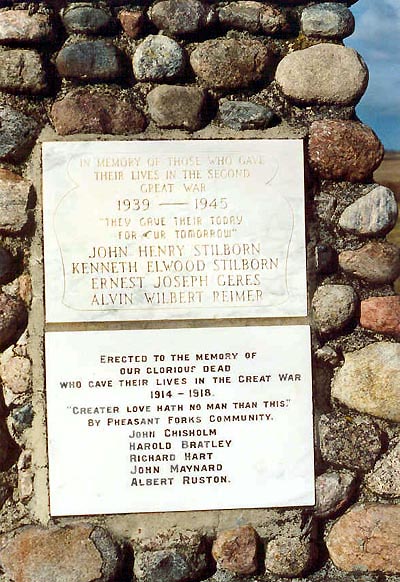 IN MEMORY OF THOSE WHO GAVE
THEIR LIVES IN THE SECOND
GREAT WAR
1939 — 1945
"THEY GAVE THEIR TODAY
FOR OUR TOMORROW"
JOHN HENRY STILBORN
KENNETH ELWOOD STILBORN
ERNEST JOSEPH GERES
ALVIN WILBERT REIMER
ERECTED TO THE MEMORY OF
OUR GLORIOUS DEAD
WHO GAVE THEIR LIVES IN THE GREAT WAR
1914 - 1918.
"GREATER LOVE HATH NO MAN THAN THIS."
BY PHEASANT FORKS COMMUNITY.
JOHN CHISHOLM
HAROLD BRATLEY
RICHARD HART
JOHN MAYNARD
ALBERT RUSTON.